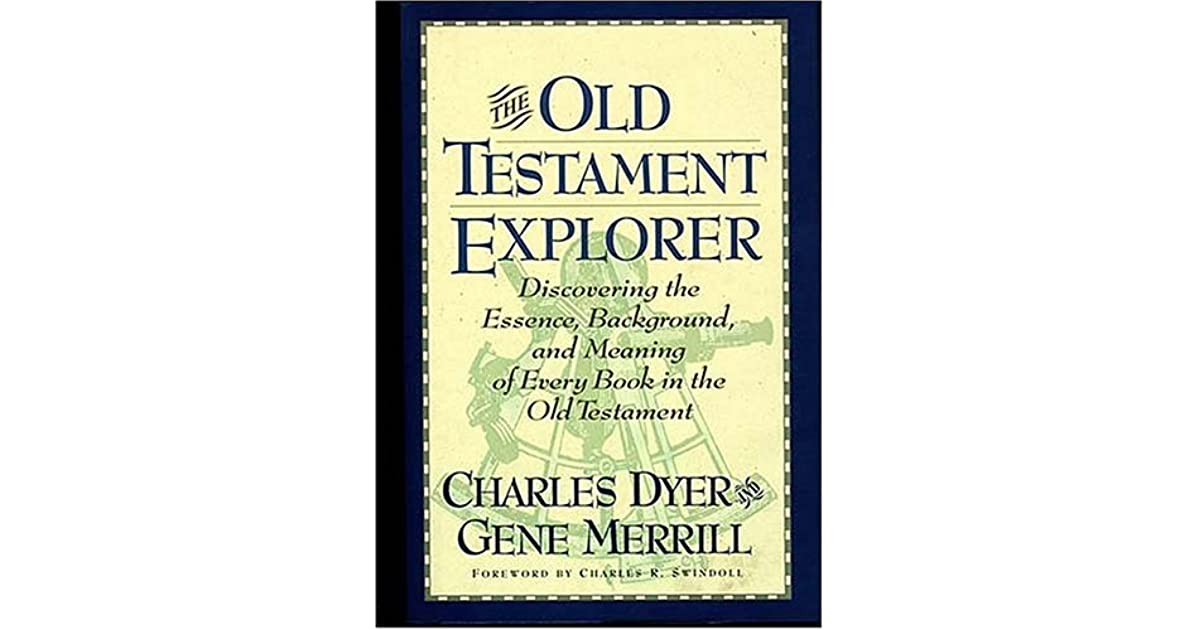 THE OLD
TESTAMENT
EXPLORER
Discovering the
Essence, Background,
and Meaning
of Every Book in the
Old Testament
CHARLES DYER AND
GENE MERRILL
FOREWORD BY CHARLES R. SWINDOLL